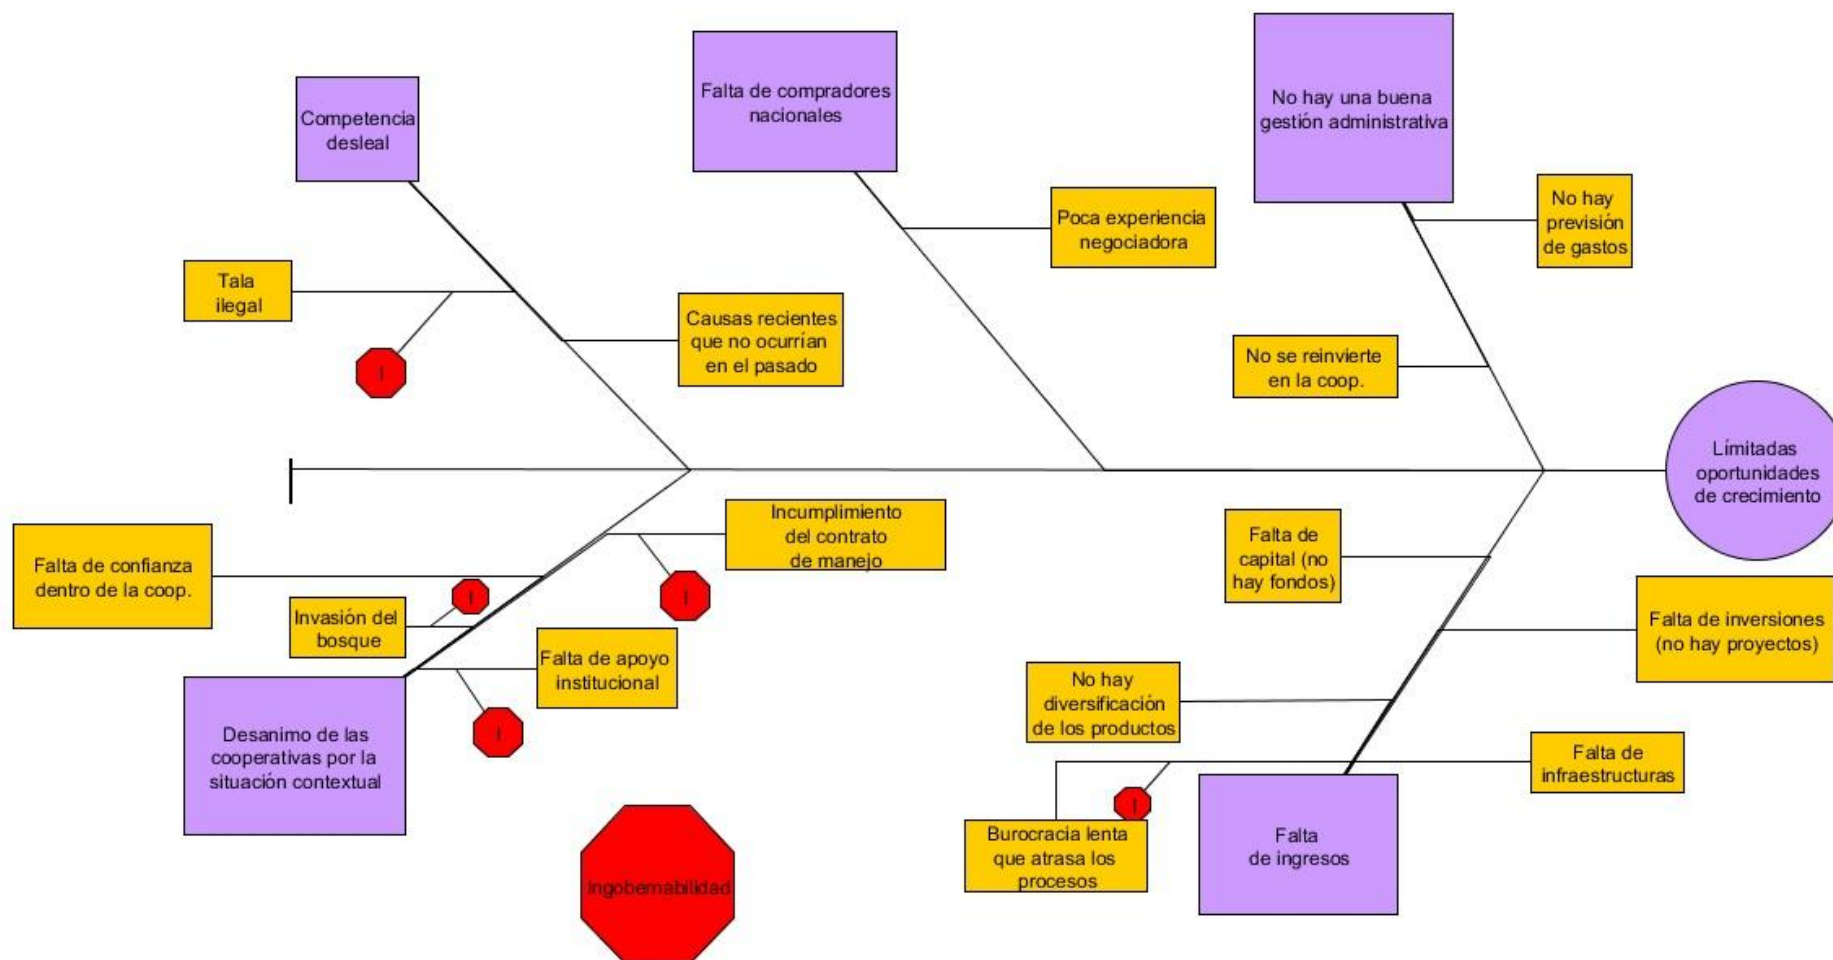 Competencia
desleal
Falta de compradores
nacionales
No hay una buena
gestión administrativa
No hay
previsión
de gastos
Poca experiencia
negociadora
Tala
ilegal
I
Causas recientes
que no ocurrían
en el pasado
No se reinvierte
en la coop.
Límitadas
oportunidades
de crecimiento
Incumplimiento
del contrato
de manejo
I
Falta de confianza
dentro de la coop.
Invasión del
bosque
I
Falta de apoyo
institucional
I
Desanimo de las
cooperativas por la
situación contextual
Falta de
capital (no
hay fondos)
Falta de inversiones
(no hay proyectos)
No hay
diversificación
de los productos
Falta de
infraestructuras
I
Burocracia lenta
que atrasa los
procesos
Falta
de ingresos
Ingobernabilidad